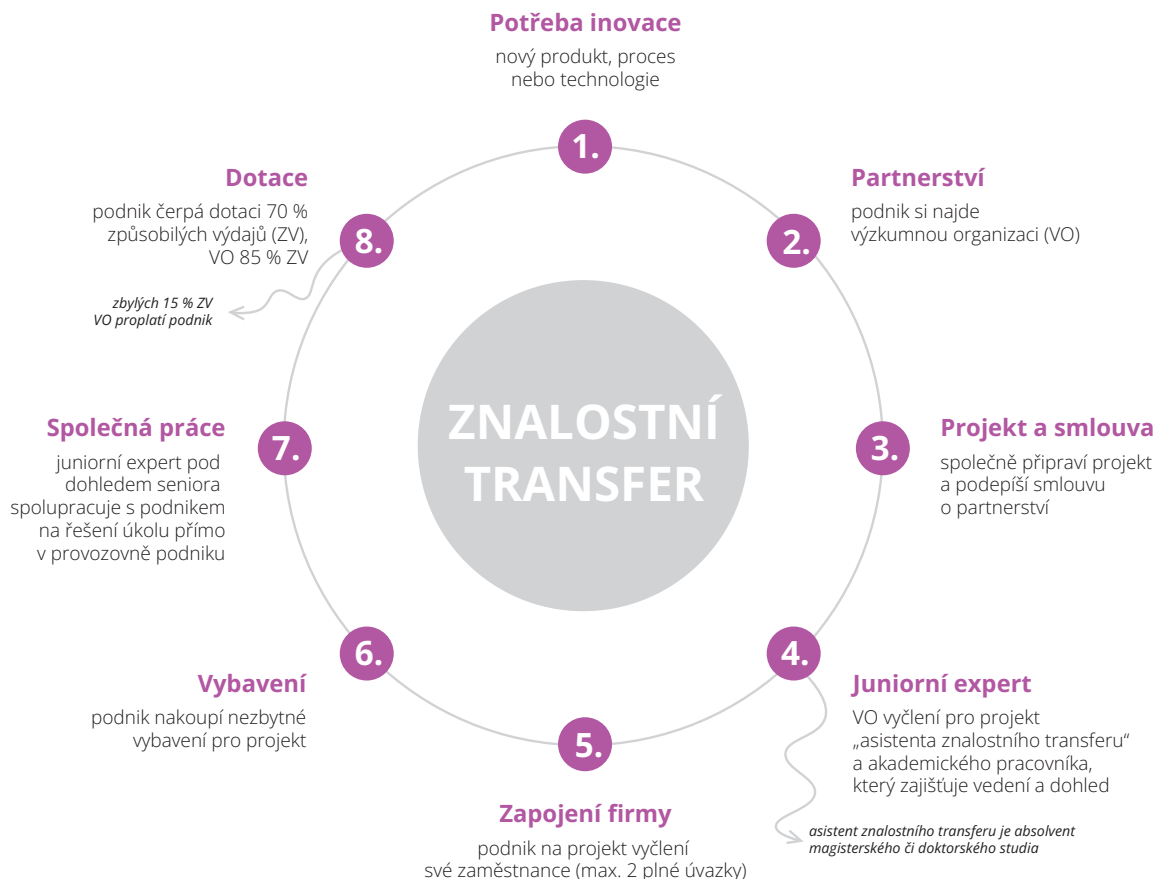 Potřeba inovace
nový produkt, proces
nebo technologie
1.
Partnerství
podnik si najde
výzkumnou organizaci (VO)
2.
Projekt a smlouva
společně připraví projekt
a podepíší smlouvu
o partnerství
3.
Juniorní expert
VO vyčlení pro projekt
„asistenta znalostního transferu“
a akademického pracovníka,
který zajišťuje vedení a dohled
4.
asistent znalostního transferu je absolvent
magisterského či doktorského studia
5.
Zapojení firmy
podnik na projekt vyčlení
své zaměstnance (max. 2 plné úvazky)
6.
Vybavení
podnik nakoupí nezbytné
vybavení pro projekt
7.
Společná práce
juniorní expert pod
dohledem seniora
spolupracuje s podnikem
na řešení úkolu přímo
v provozovně podniku
8.
Dotace
podnik čerpá dotaci 70 %
způsobilých výdajů (ZV),
VO 85 % ZV
zbylých 15 % ZV
VO proplatí podnik
ZNALOSTNÍ
TRANSFER